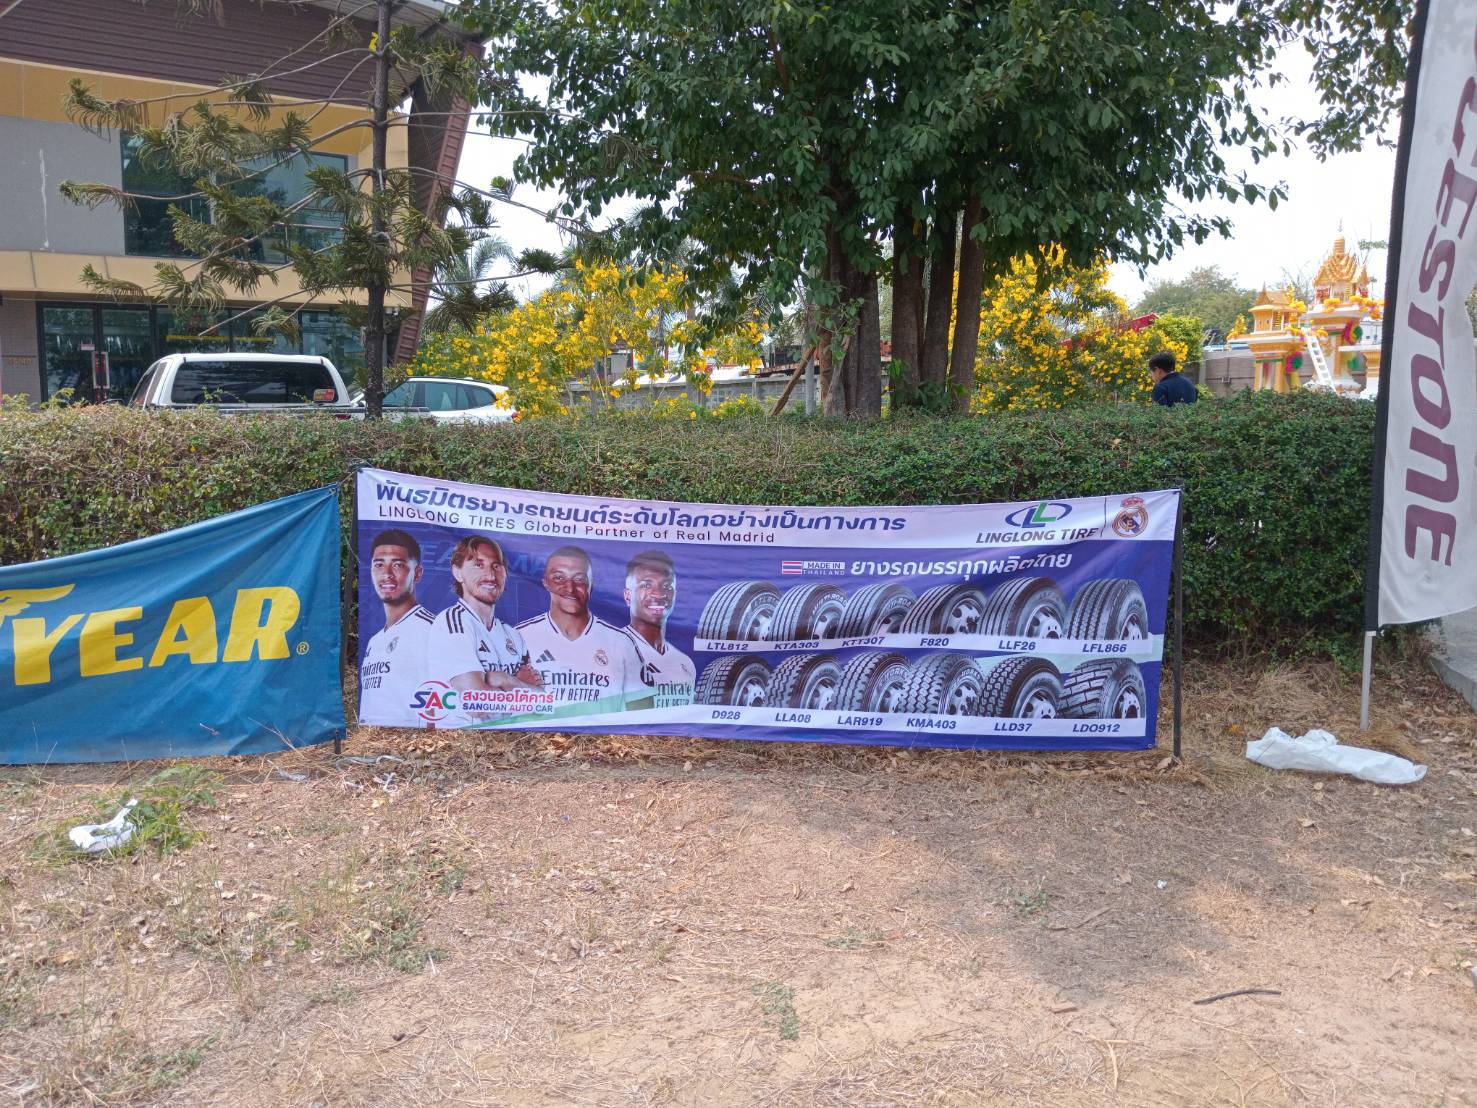 YEAR®
พันธมิตรยางรถยนต์ระดับโลกอย่างเป็นทางการ
LINGLONG TIRES Global Partner of Real Madrid
LINGLONG TIRE
MADE IN
THAILAND
ยางรถบรรทุกผลิตไทย
LTL812 KTA303 KTT307 F820 LLF26 LFL866
D928 LLA08 LAR919 KMA403 LLD37 LDO912
Emirates
FLY BETTER
SAC
สงวนออโต้คาร์
SANGUAN AUTO CAR
ESTONE